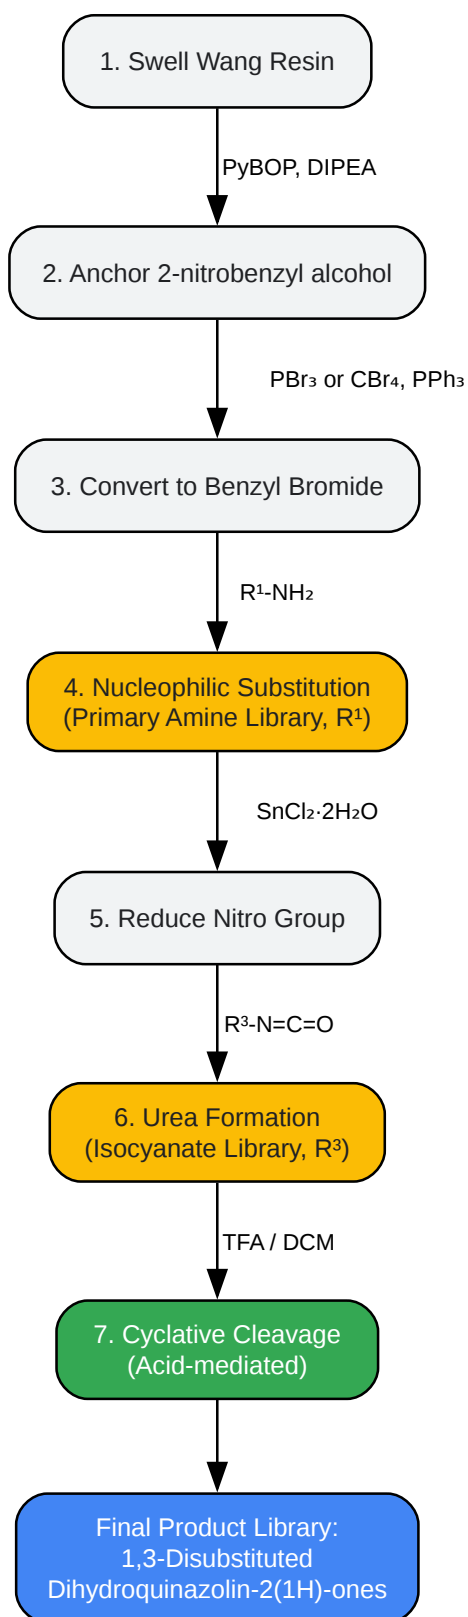 1. Swell Wang Resin
PyBOP, DIPEA
2. Anchor 2-nitrobenzyl alcohol
PBr₃ or CBr₄, PPh₃
3. Convert to Benzyl Bromide
R¹-NH₂
4. Nucleophilic Substitution
(Primary Amine Library, R¹)
SnCl₂·2H₂O
5. Reduce Nitro Group
R³-N=C=O
6. Urea Formation
(Isocyanate Library, R³)
TFA / DCM
7. Cyclative Cleavage
(Acid-mediated)
Final Product Library:
1,3-Disubstituted
Dihydroquinazolin-2(1H)-ones